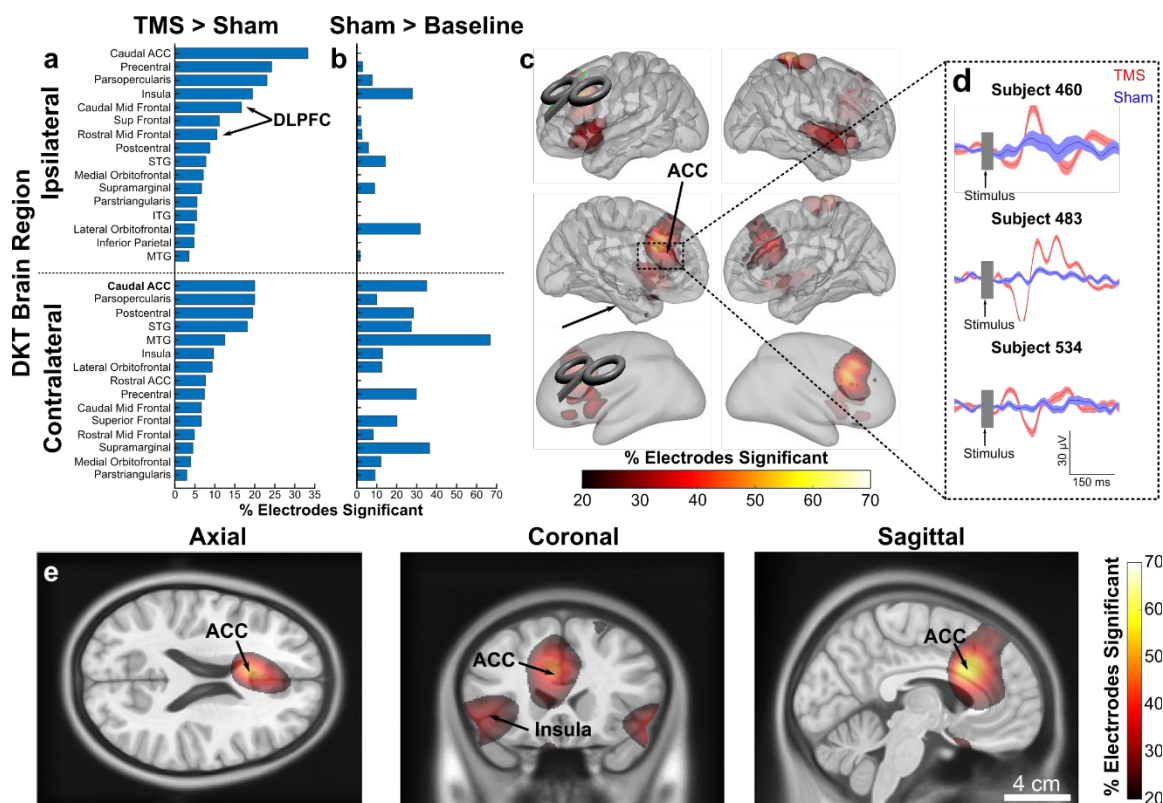 TMS > Sham
Sham > Baseline
a
b
c
d
DKT Brain Region
Ipsilateral
Caudal ACC
Precentral
Parsopercularis
Insula
Caudal Mid Frontal
Sup Frontal
Rostral Mid Frontal
Postcentral
STG
Medial Orbitofrontal
Supramarginal
Parstriangularis
ITG
Lateral Orbitofrontal
Inferior Parietal
MTG
DLPFC
Contralateral
Caudal ACC
Parsopercularis
Postcentral
STG
MTG
Insula
Lateral Orbitofrontal
Rostral ACC
Precentral
Caudal Mid Frontal
Superior Frontal
Rostral Mid Frontal
Supramarginal
Medial Orbitofrontal
Parstriangularis
0 5 10 15 20 25 30 35
0 10 20 30 40 50 60 70
% Electrodes Significant
ACC
% Electrodes Significant
20 30 40 50 60 70
TMS
Sham
Subject 460
Stimulus
Subject 483
Stimulus
Subject 534
Stimulus
30 µV
150 ms
Axial
Coronal
Sagittal
e
ACC
ACC
Insula
ACC
4 cm
70
60
50
40
30
20
% Electrodes Significant